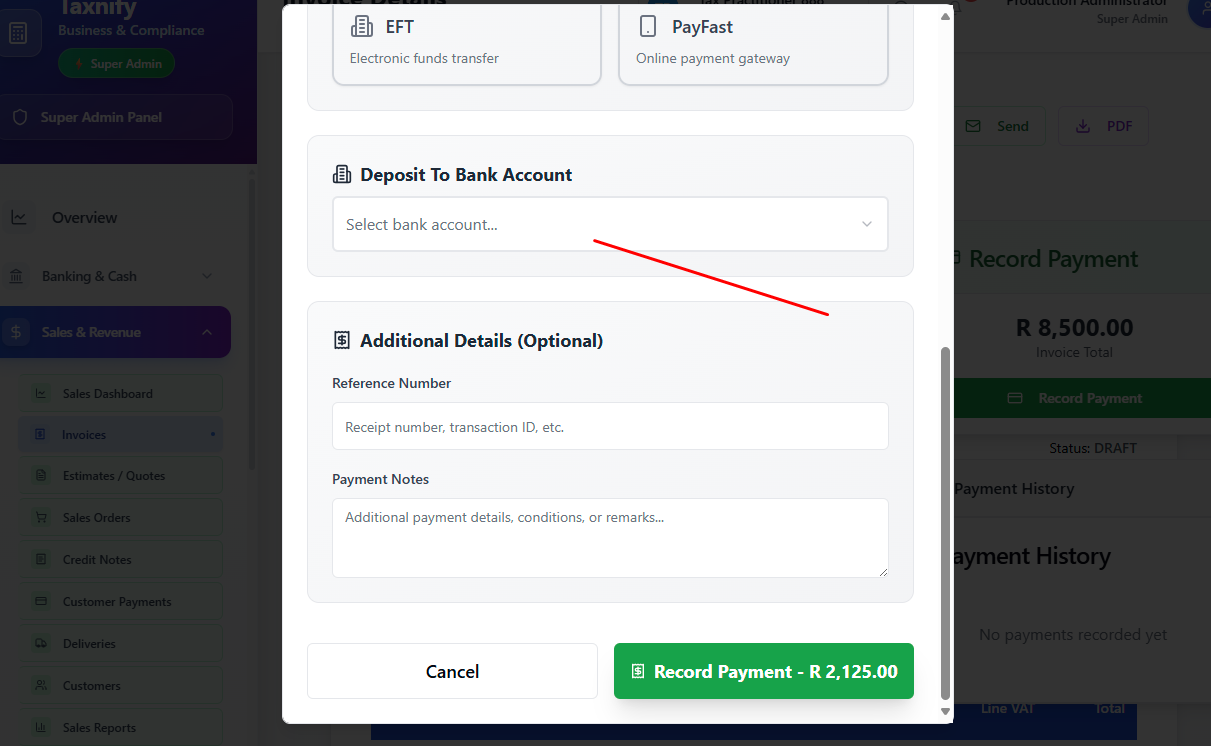 Taxnify
Business & Compliance
Super Admin
Super Admin Panel
Overview
Banking & Cash
Sales & Revenue
Sales Dashboard
Invoices
Estimates / Quotes
Sales Orders
Credit Notes
Customer Payments
Deliveries
Customers
Sales Reports
Invoice Details
EFT
Electronic funds transfer
PayFast
Online payment gateway
Deposit To Bank Account
Select bank account...
Additional Details (Optional)
Reference Number
Receipt number, transaction ID, etc.
Payment Notes
Additional payment details, conditions, or remarks...
Cancel
Record Payment - R 2,125.00
Production Administrator
Super Admin
Send
PDF
Record Payment
R 8,500.00
Invoice Total
Record Payment
Status: DRAFT
Payment History
ayment History
No payments recorded yet
Line VAT
Total